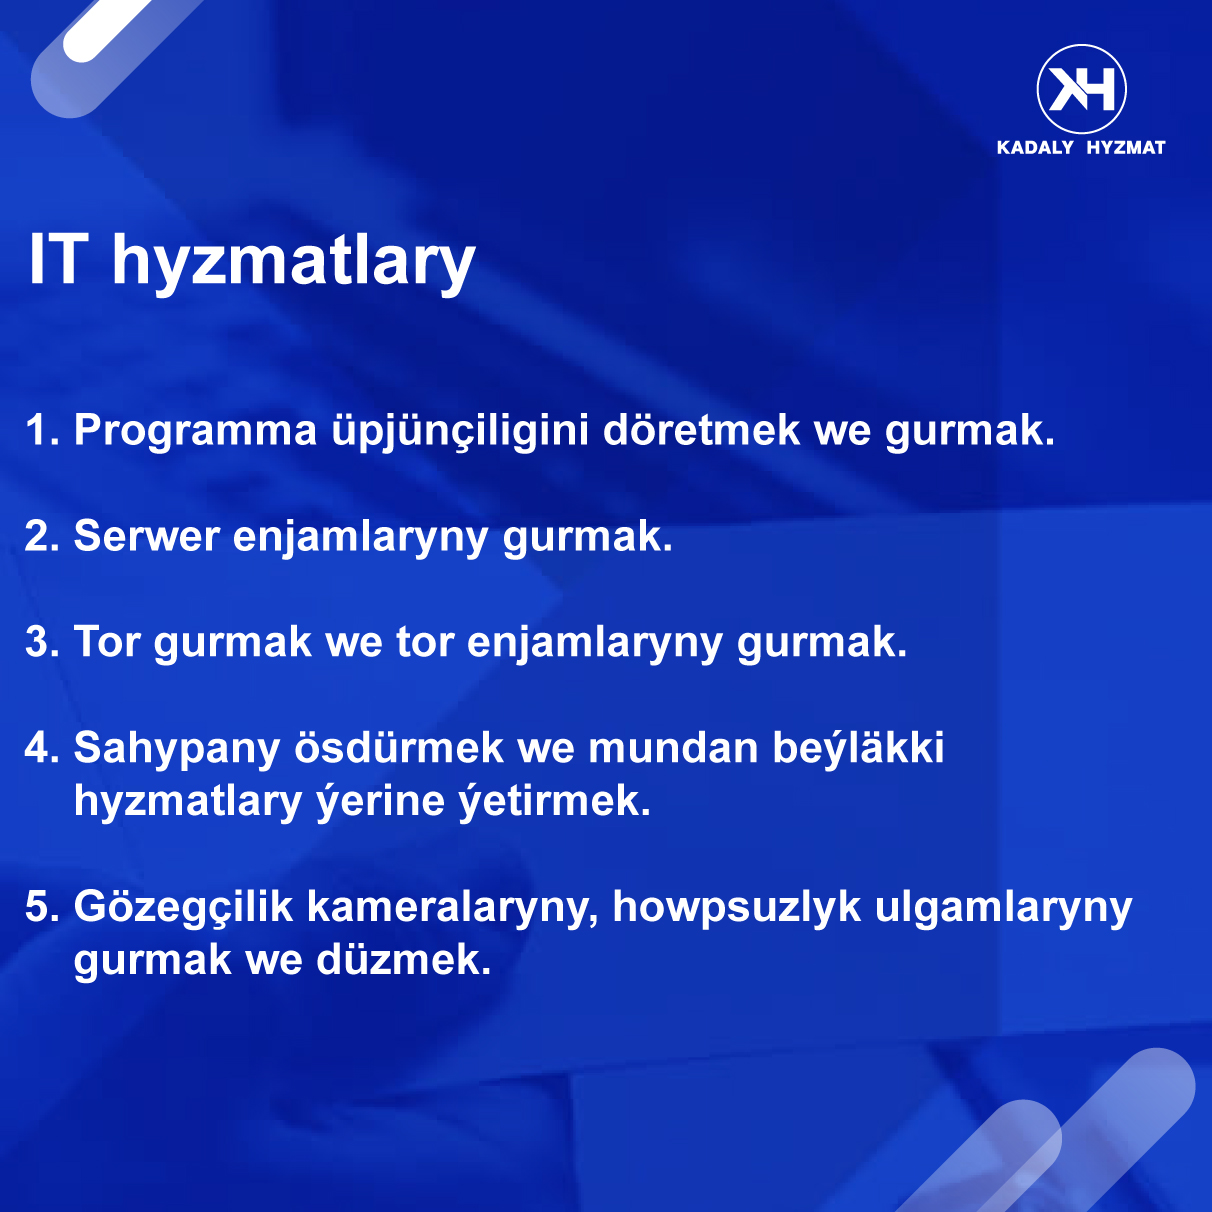 KH
KADALY HYZMAT
IT hyzmatlary
1. Programma üpjünçiligini döretmek we gurmak.
2. Serwer enjamlaryny gurmak.
3. Tor gurmak we tor enjamlaryny gurmak.
4. Sahypany ösdürmek we mundan beýläkki
hyzmatlary ýerine ýetirmek.
5. Gözegçilik kameralaryny, howpsuzlyk ulgamlaryny
gurmak we düzmek.